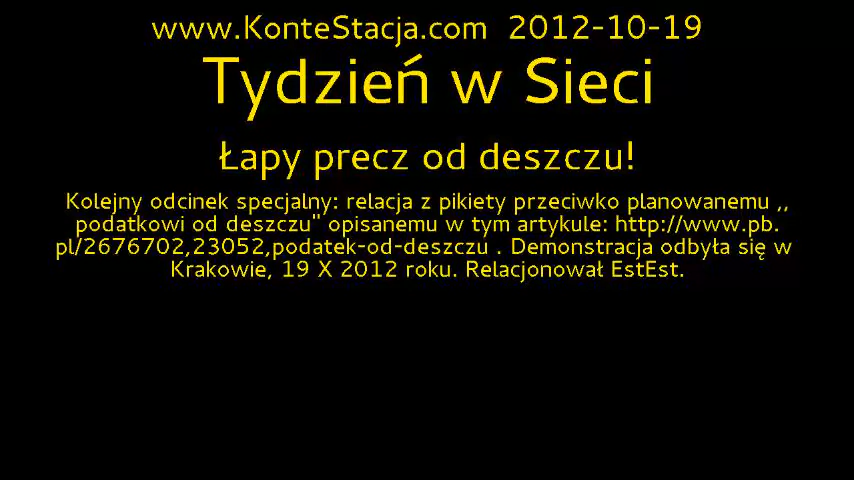 www.KonteStacja.com 2012-10-19
Tydzień w Sieci
Łapy precz od deszczu!
Kolejny odcinek specjalny: relacja z pikiety przeciwko planowanemu ,,
podatkowi od deszczu" opisanemu w tym artykule: http://www.pb.
pl/2676702,23052,podatek-od-deszczu . Demonstracja odbyła się w
Krakowie, 19 X 2012 roku. Relacjonował EstEst.